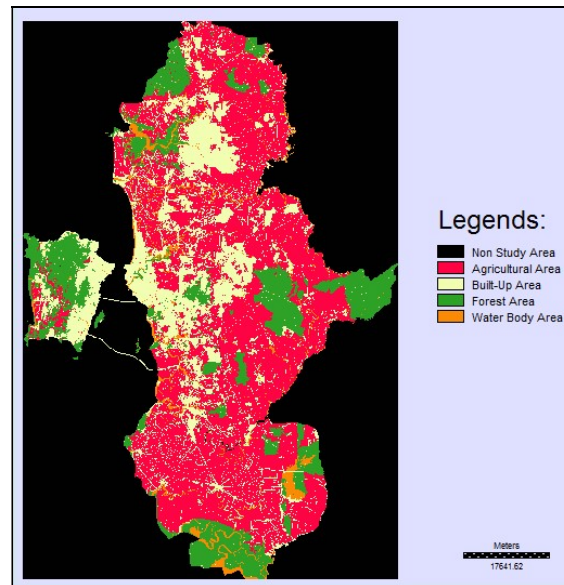 Legends:
Non Study Area
Agricultural Area
Built-Up Area
Forest Area
Water Body Area
Meters
17641.62